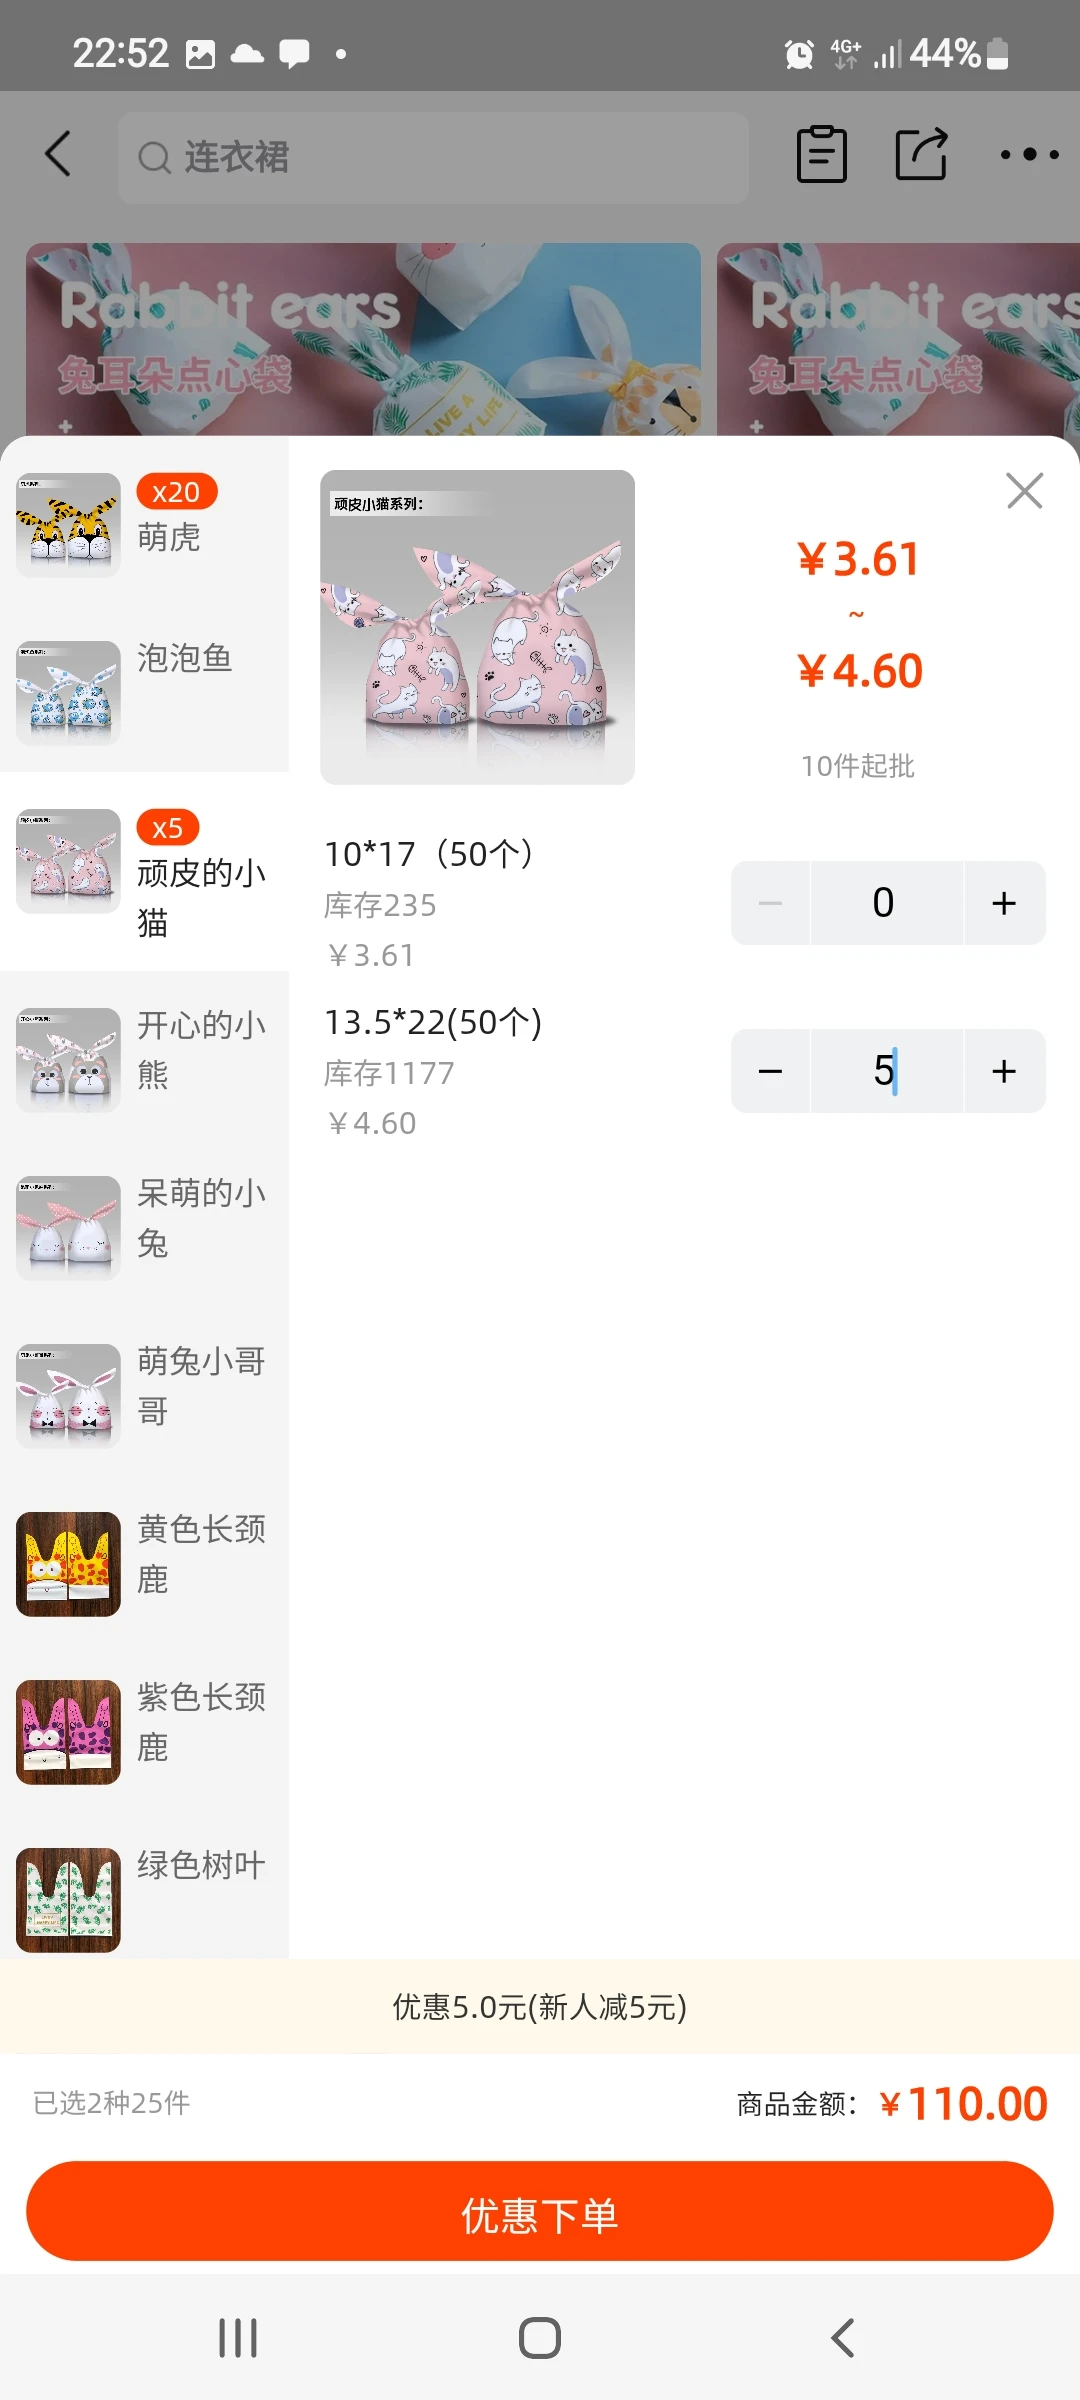 22:52
4G+
44%
连衣裙
Rabbit ears
兔耳朵点心袋
LIVE A
Rabbit ears
兔耳朵点心袋
x20
萌虎
泡泡鱼
x5
顽皮的小
猫
开心的小
熊
呆萌的小
兔
萌兔小哥
哥
黄色长颈
鹿
紫色长颈
鹿
绿色树叶
顽皮小猫系列:
¥3.61
~
¥4.60
10件起批
10*17（50个）
库存235
¥3.61
0
13.5*22(50个)
库存1177
¥4.60
5
优惠5.0元(新人减5元)
已选2种25件
商品金额: ¥110.00
优惠下单